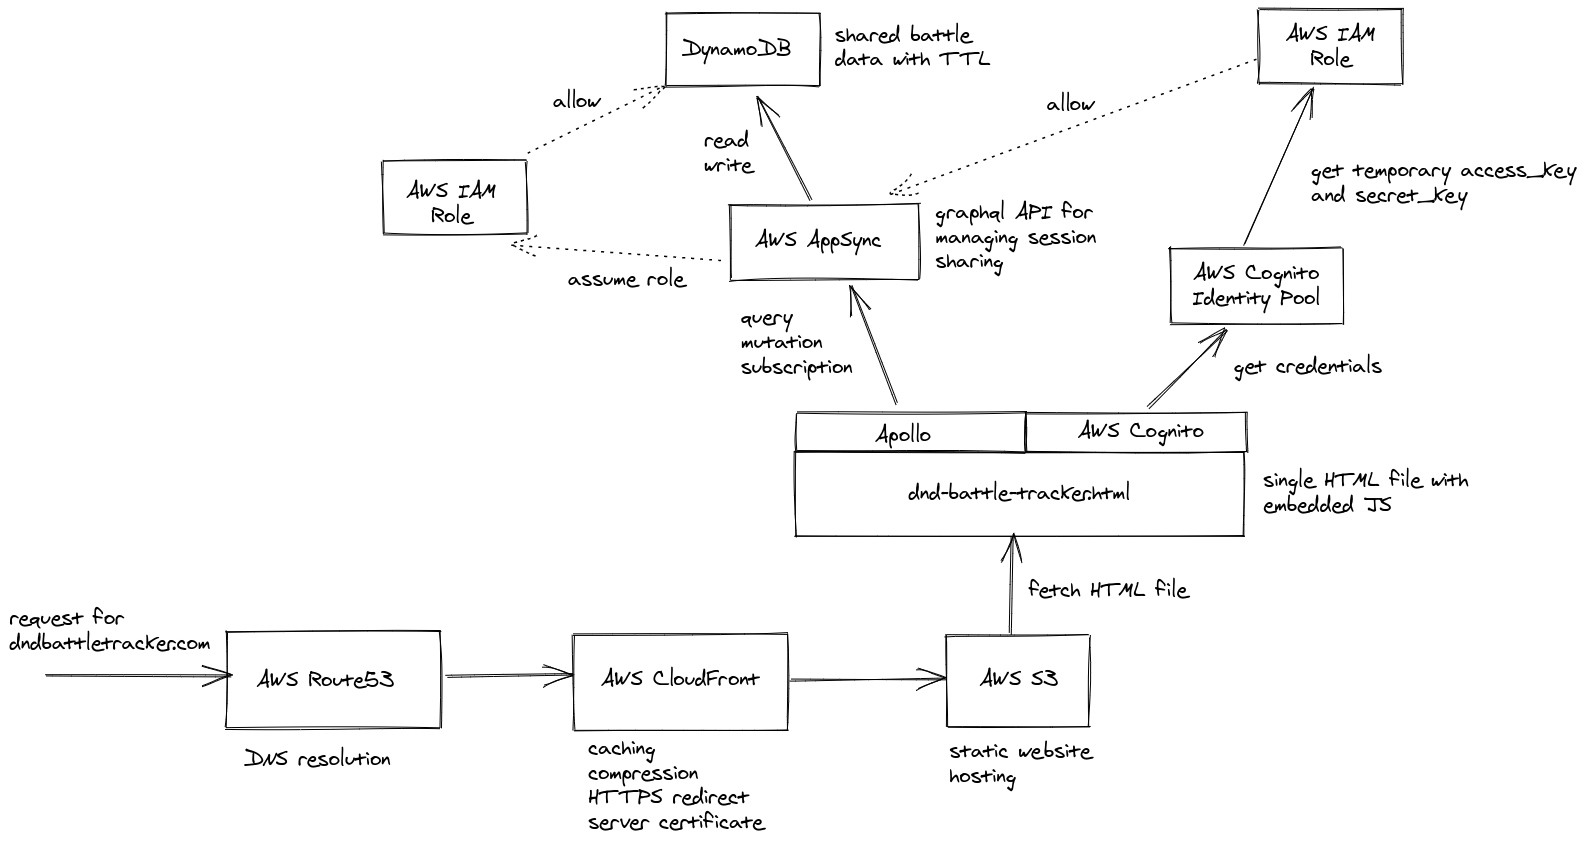 DynamoDB
shared battle
data with TTL
AWS IAM
Role
allow
allow
read
write
AWS IAM
Role
get temporary access_key
and secret_key
AWS AppSync
graphql API for
managing session
sharing
assume role
AWS Cognito
Identity Pool
query
mutation
subscription
get credentials
Apollo
AWS Cognito
dnd-battle-tracker.html
single HTML file with
embedded JS
fetch HTML file
request for
dndbattletracker.com
AWS Route53
AWS CloudFront
AWS S3
DNS resolution
caching
compression
HTTPS redirect
server certificate
static website
hosting